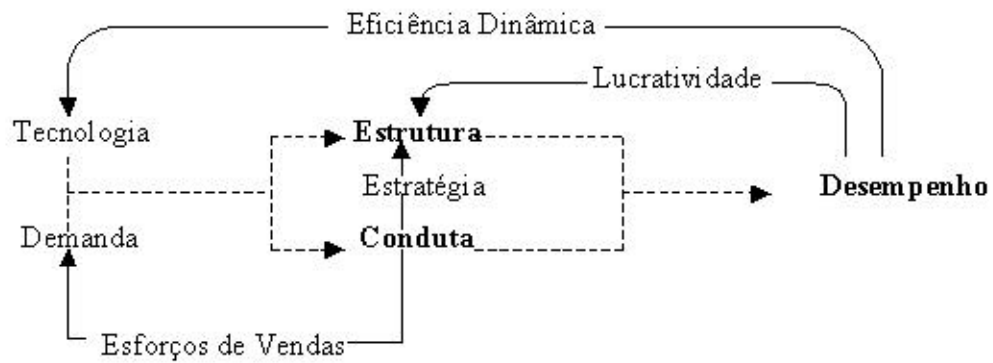 Eficiência Dinâmica
Lucratividade
Tecnologia
Estrutura
Estratégia
Desempenho
Demanda
Conduta
Esforços de Vendas